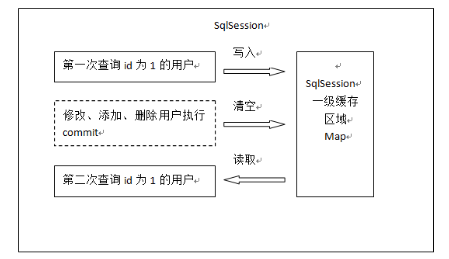 SqlSession
第一次查询 id 为 1 的用户
写入
修改、添加、删除用户执行
commit
清空
第二次查询 id 为 1 的用户
读取
SqlSession
一级缓存
区域
Map